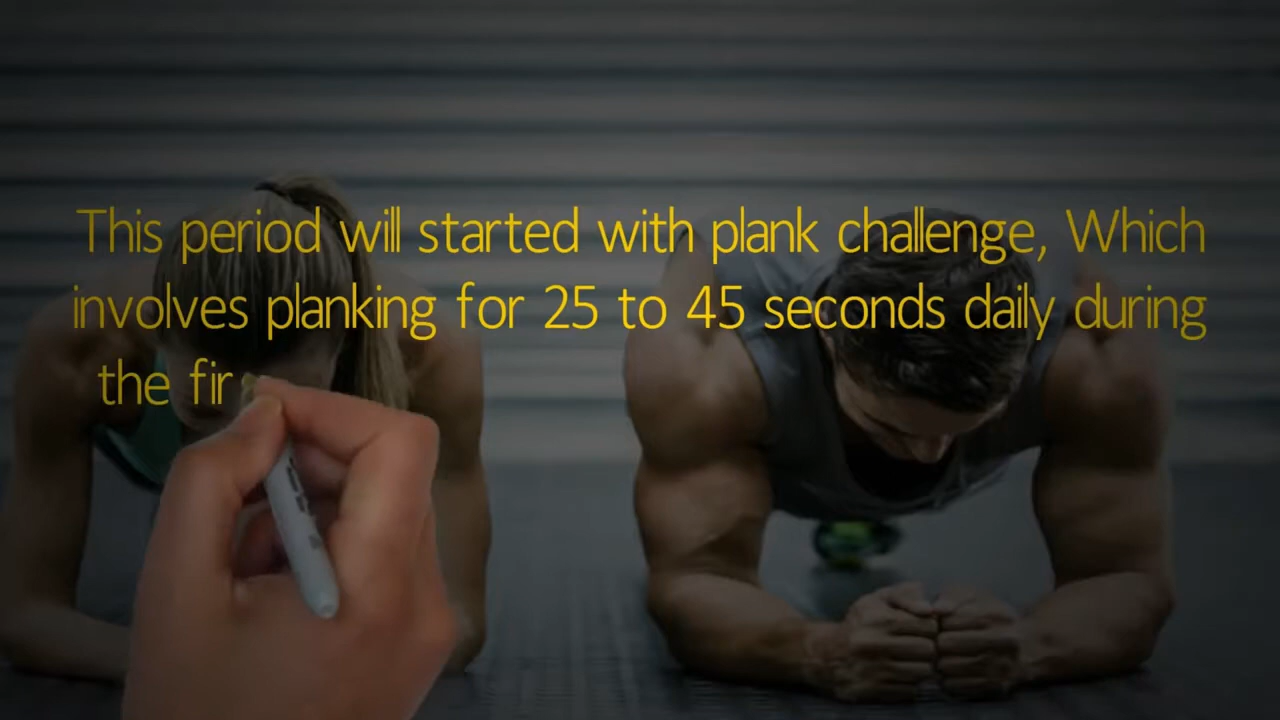 This period will started with plank challenge, Which
involves planking for 25 to 45 seconds daily during
the fir